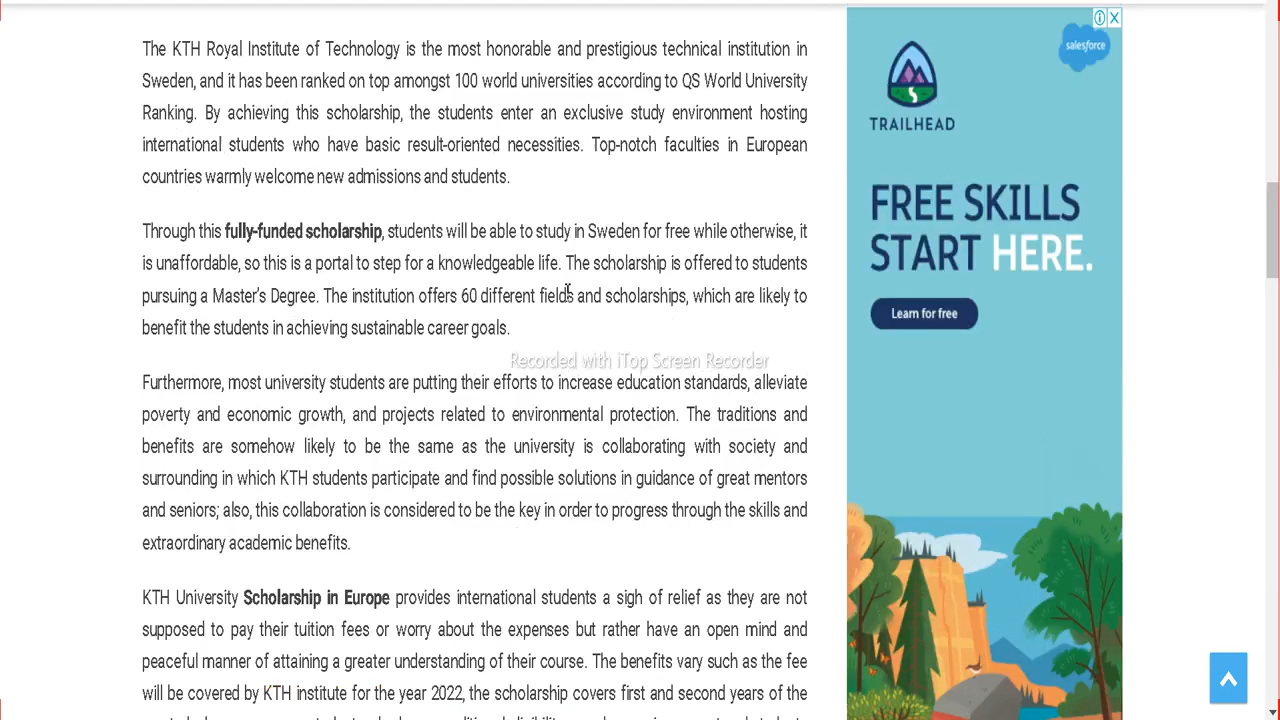 The KTH Royal Institute of Technology is the most honorable and prestigious technical institution in
Sweden, and it has been ranked on top amongst 100 world universities according to QS World University
Ranking. By achieving this scholarship, the students enter an exclusive study environment hosting
international students who have basic result-oriented necessities. Top-notch faculties in European
countries warmly welcome new admissions and students.
Through this fully-funded scholarship, students will be able to study in Sweden for free while otherwise, it
is unaffordable, so this is a portal to step for a knowledgeable life. The scholarship is offered to students
pursuing a Master's Degree. The institution offers 60 different fields and scholarships, which are likely to
benefit the students in achieving sustainable career goals.
Recorded with iTop Screen Recorder
Furthermore, most university students are putting their efforts to increase education standards, alleviate
poverty and economic growth, and projects related to environmental protection. The traditions and
benefits are somehow likely to be the same as the university is collaborating with society and
surrounding in which KTH students participate and find possible solutions in guidance of great mentors
and seniors; also, this collaboration is considered to be the key in order to progress through the skills and
extraordinary academic benefits.
KTH University Scholarship in Europe provides international students a sigh of relief as they are not
supposed to pay their tuition fees or worry about the expenses but rather have an open mind and
peaceful manner of attaining a greater understanding of their course. The benefits vary such as the fee
will be covered by KTH institute for the year 2022, the scholarship covers first and second years of the
salesforce
TRAILHEAD
FREE SKILLS
START HERE.
Learn for free